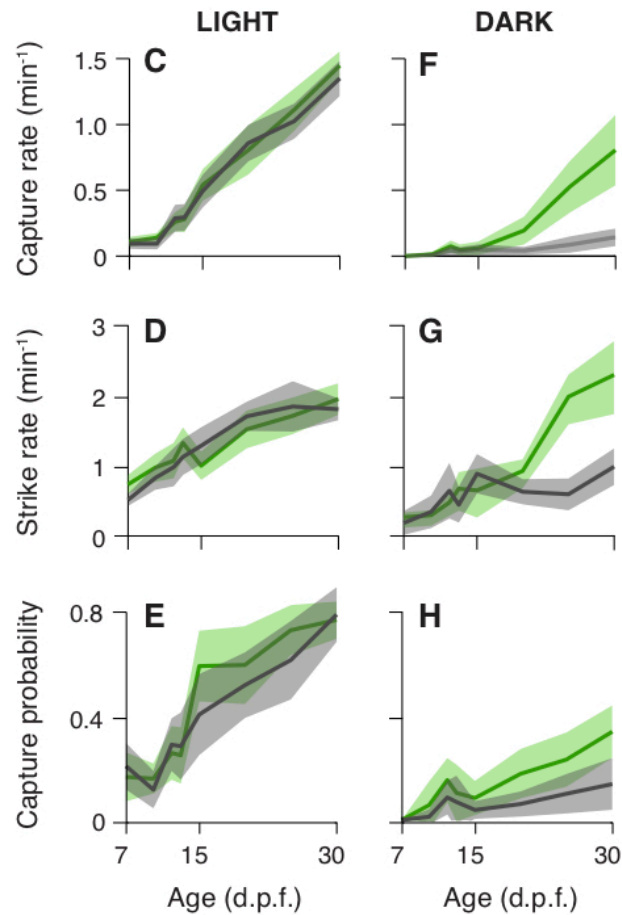 LIGHT DARK
C F
Capture rate (min⁻¹)
1.5
1.0
0.5
0
D G
Strike rate (min⁻¹)
3
2
1
0
E H
Capture probability
0.8
0.4
0
7 15 30 7 15 30
Age (d.p.f.) Age (d.p.f.)